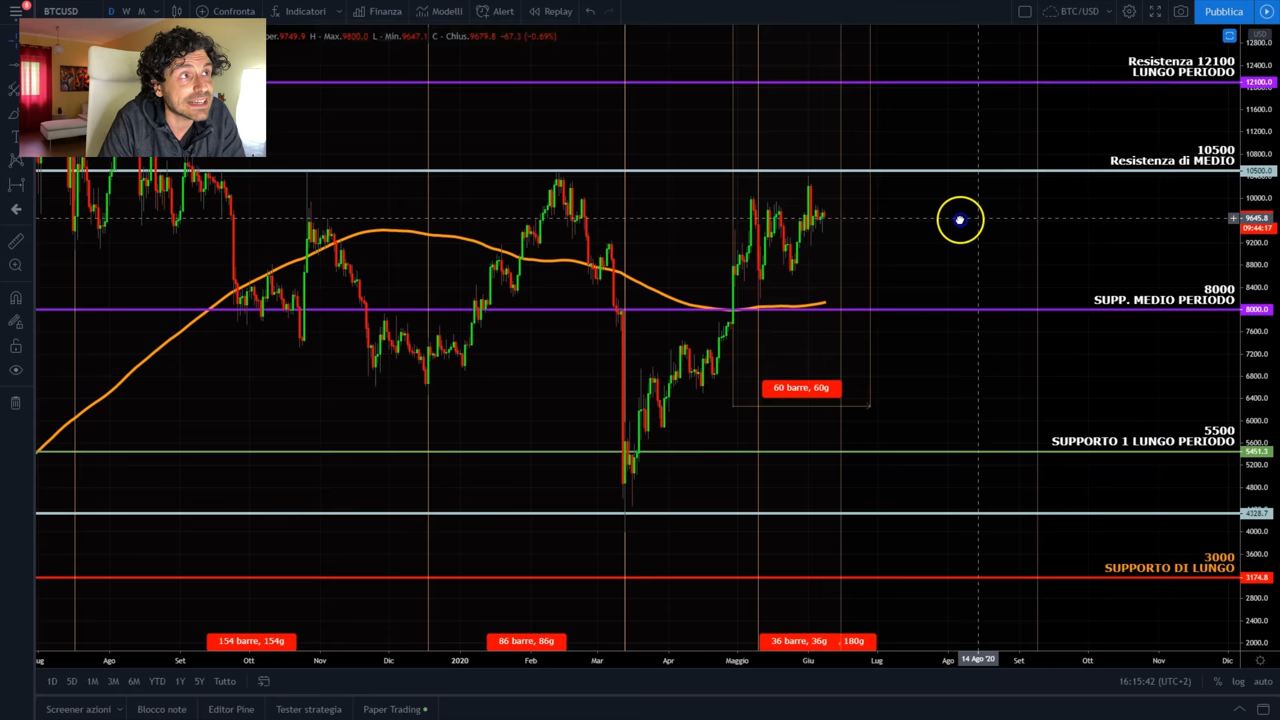 8
BTCUSD
D W M
Confronta
Indicatori
Finanza
Modelli
Alert
Replay
BTC/USD
Pubblica
per.9749.9 H - Max.9800.0 L - Min.9647.1 C - Chius.9679.8 -67.3 (-0.69%)
USD
12800.0
12400.0
12100.0
12000.0
11600.0
11200.0
10800.0
10500.0
10400.0
10000.0
9645.8
09:44:17
9200.0
8800.0
8400.0
8000.0
7600.0
7200.0
6800.0
6400.0
6000.0
5600.0
5451.3
5200.0
4800.0
4328.7
4000.0
3600.0
3174.8
2800.0
2400.0
2000.0
Resistenza 12100
LUNGO PERIODO
10500
Resistenza di MEDIO
8000
SUPP. MEDIO PERIODO
5500
SUPPORTO 1 LUNGO PERIODO
3000
SUPPORTO DI LUNGO
60 barre, 60g
154 barre, 154g
86 barre, 86g
36 barre, 36g , 180g
ug Ago Set Ott Nov Dic 2020 Feb Mar Apr Maggio Giu Lug Ago 14 Ago '20 Set Ott Nov Dic
1D 5D 1M 3M 6M YTD 1Y 5Y Tutto
16:15:42 (UTC+2) % log auto
Screener azioni
Blocco note
Editor Pine
Tester strategia
Paper Trading